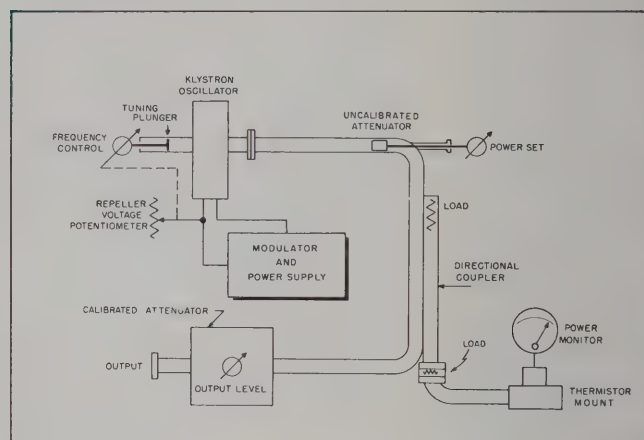 KLYSTRON
OSCILLATOR
TUNING
PLUNGER
FREQUENCY
CONTROL
UNCALIBRATED
ATTENUATOR
POWER SET
REPELLER
VOLTAGE
POTENTIOMETER
LOAD
MODULATOR
AND
POWER SUPPLY
DIRECTIONAL
COUPLER
CALIBRATED ATTENUATOR
POWER
MONITOR
LOAD
OUTPUT
OUTPUT LEVEL
THERMISTOR
MOUNT